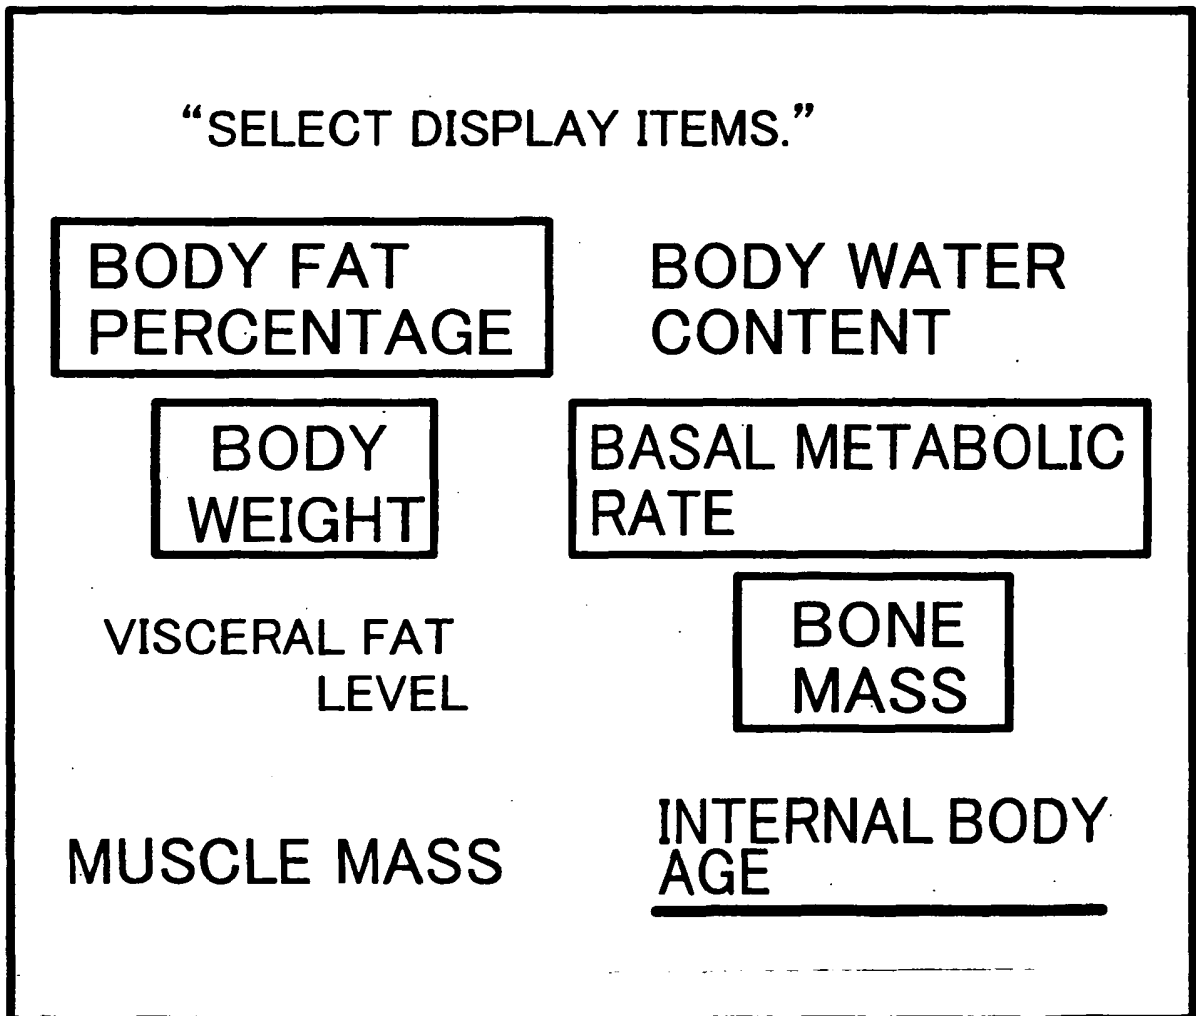 “SELECT DISPLAY ITEMS.”
BODY FAT
PERCENTAGE
BODY WATER
CONTENT
BODY
WEIGHT
BASAL METABOLIC
RATE
VISCERAL FAT
LEVEL
BONE
MASS
MUSCLE MASS
INTERNAL BODY
AGE